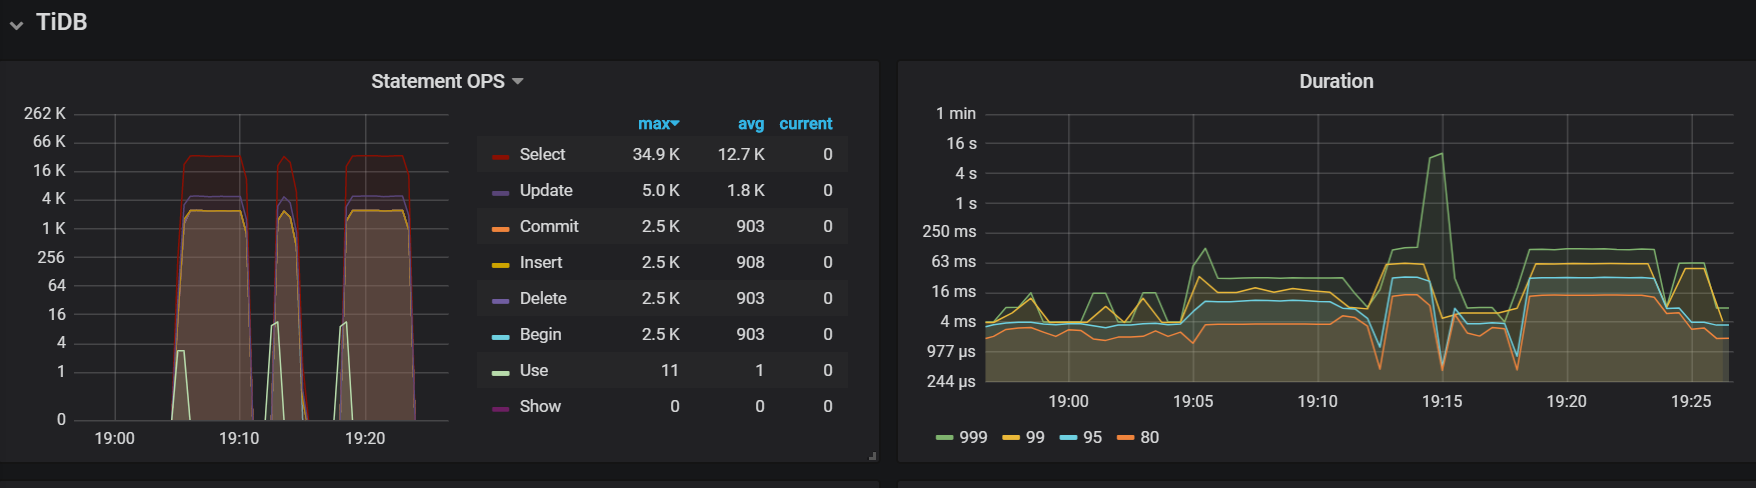 TiDB
Statement OPS
262 K
66 K
16 K
4 K
1 K
256
64
16
4
1
0
19:00 19:10 19:20
max avg current
Select 34.9 K 12.7 K 0
Update 5.0 K 1.8 K 0
Commit 2.5 K 903 0
Insert 2.5 K 908 0
Delete 2.5 K 903 0
Begin 2.5 K 903 0
Use 11 1 0
Show 0 0 0
Duration
1 min
16 s
4 s
1 s
250 ms
63 ms
16 ms
4 ms
977 µs
244 µs
19:00 19:05 19:10 19:15 19:20 19:25
999 99 95 80